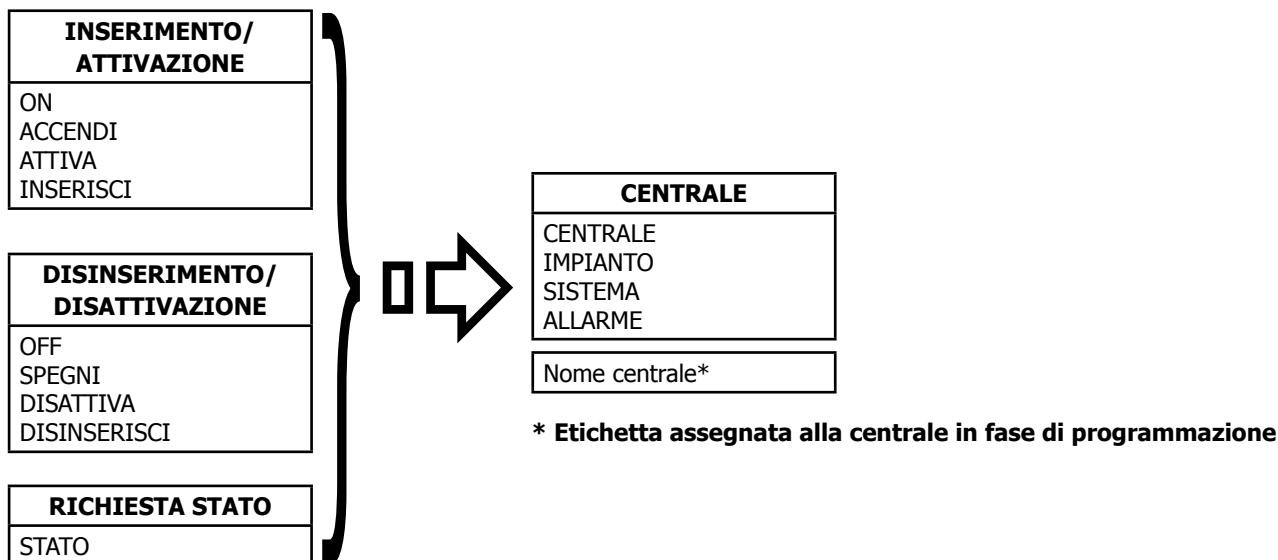 INSERIMENTO/
ATTIVAZIONE
ON
ACCENDI
ATTIVA
INSERISCI
DISINSERIMENTO/
DISATTIVAZIONE
OFF
SPEGNI
DISATTIVA
DISINSERISCI
RICHIESTA STATO
STATO
CENTRALE
CENTRALE
IMPIANTO
SISTEMA
ALLARME
Nome centrale*
* Etichetta assegnata alla centrale in fase di programmazione